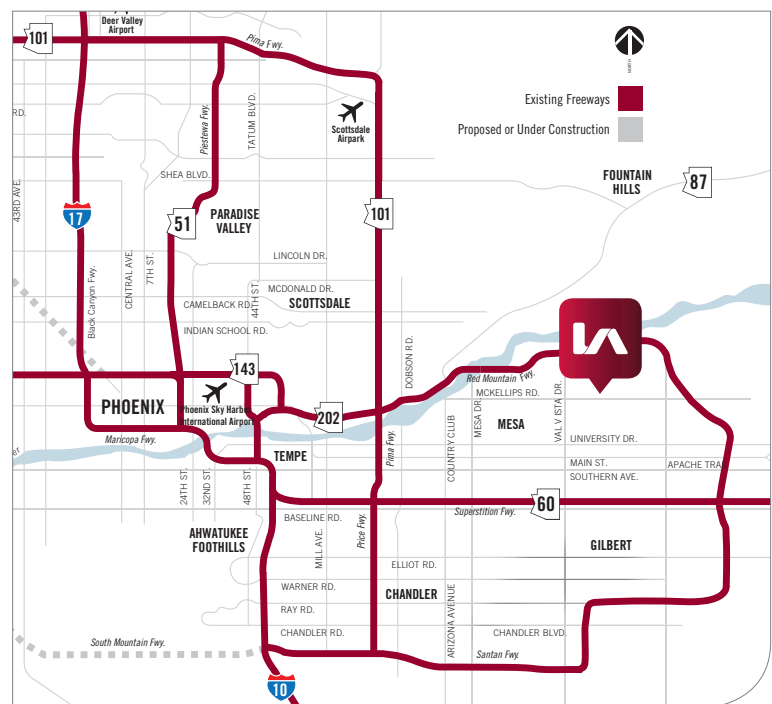 Deer Valley
Airport
101
Pima Fwy.
NORTH
Existing Freeways
Proposed or Under Construction
RD.
Piestewa Fwy.
TATUM BLVD.
Scottsdale
Airpark
SHEA BLVD.
FOUNTAIN
HILLS
87
43RD AVE.
17
51
PARADISE
VALLEY
101
CENTRAL AVE.
7TH ST.
LINCOLN DR.
Black Canyon Fwy.
44TH ST.
MCDONALD DR.
CAMELBACK RD.
SCOTTSDALE
INDIAN SCHOOL RD.
LA
DOBSON RD.
143
Red Mountain Fwy.
MCKELLIPS RD.
PHOENIX
Phoenix Sky Harbor
International Airport
202
COUNTRY CLUB
MESA DR.
MESA
VAL VISTA DR.
Maricopa Fwy.
Pima Fwy.
UNIVERSITY DR.
er
TEMPE
MAIN ST.
APACHE TRAI
SOUTHERN AVE.
24TH ST.
32ND ST.
48TH ST.
60
BASELINE RD.
Superstition Fwy.
AHWATUKEE
FOOTHILLS
MILL AVE.
Price Fwy.
GILBERT
ELLIOT RD.
WARNER RD.
CHANDLER
RAY RD.
ARIZONA AVENUE
CHANDLER RD.
CHANDLER BLVD.
South Mountain Fwy.
Santan Fwy.
10